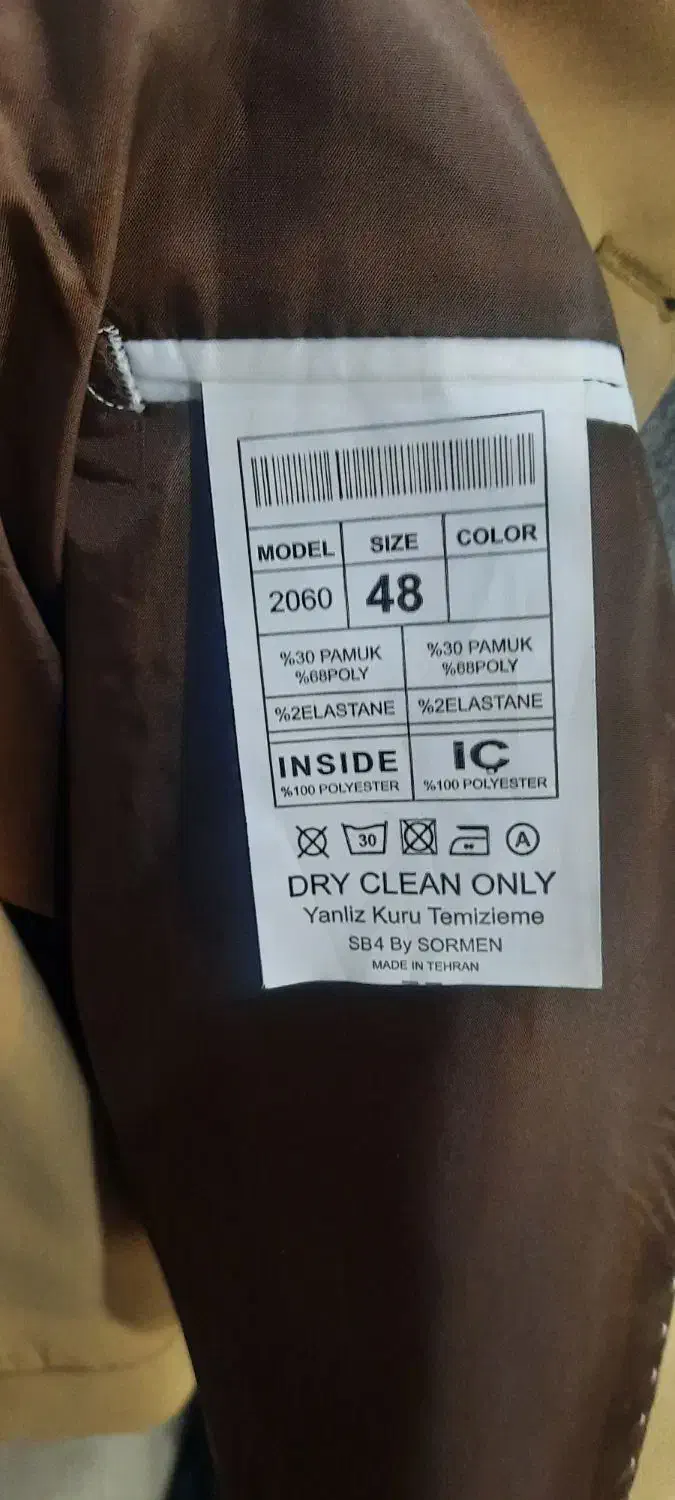 MODEL SIZE COLOR
2060 48
%30 PAMUK %30 PAMUK
%68POLY %68POLY
%2ELASTANE %2ELASTANE
INSIDE İÇ
%100 POLYESTER %100 POLYESTER
30 A
DRY CLEAN ONLY
Yanliz Kuru Temizieme
SB4 By SORMEN
MADE IN TEHRAN